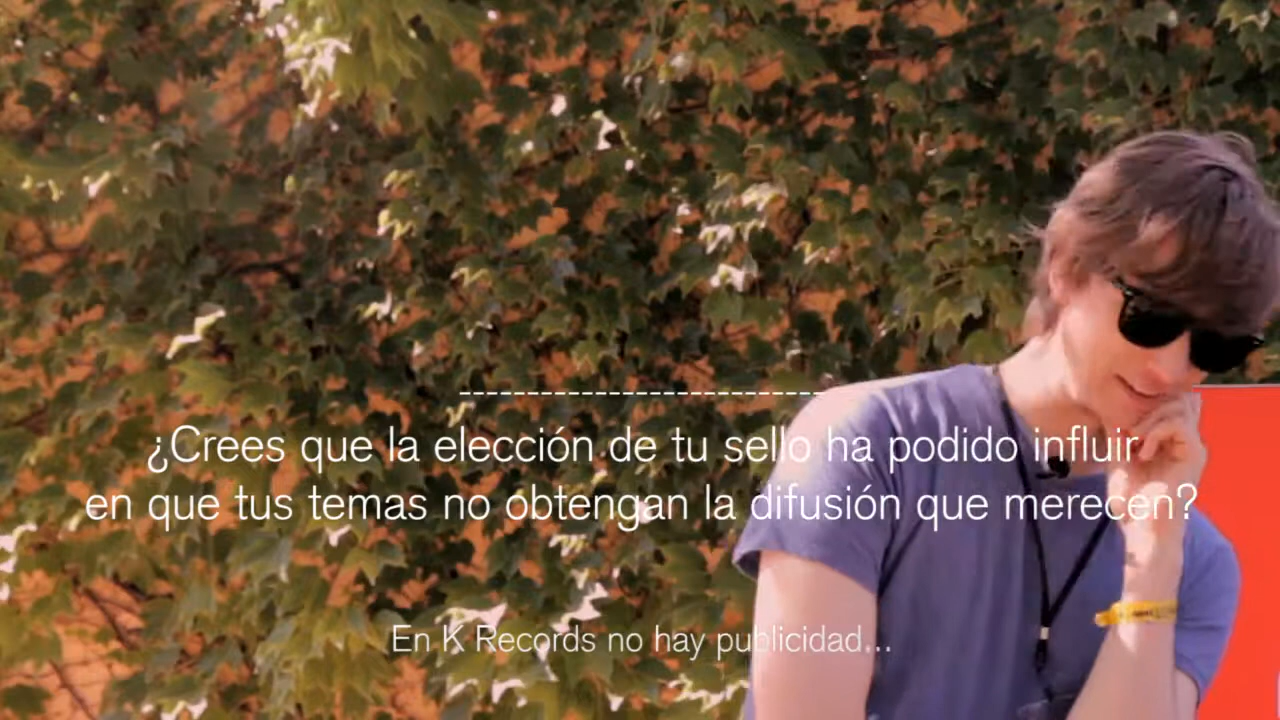 ¿Crees que la elección de tu sello ha podido influir
en que tus temas no obtengan la difusión que merecen?
En K Records no hay publicidad...